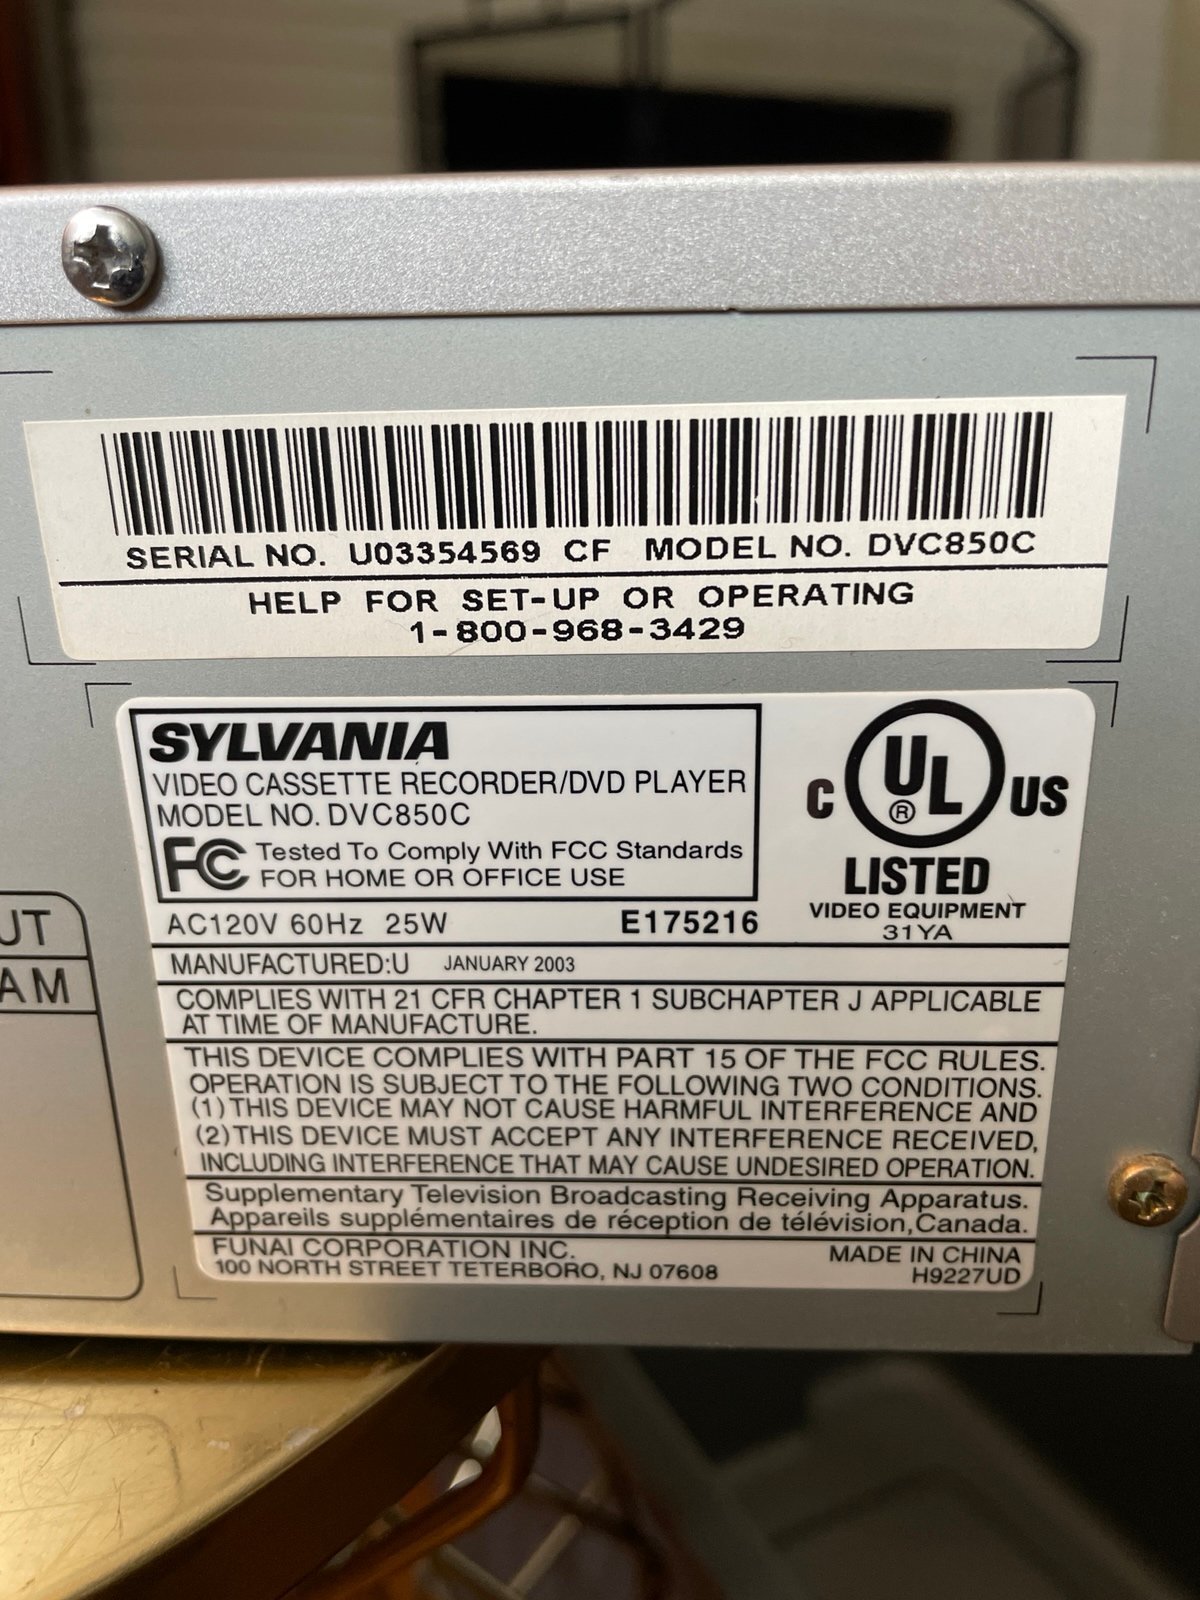 SERIAL NO. U03354569 CF MODEL NO. DVC850C
HELP FOR SET-UP OR OPERATING
1-800-968-3429
SYLVANIA
VIDEO CASSETTE RECORDER/DVD PLAYER
MODEL NO. DVC850C
FC Tested To Comply With FCC Standards
FOR HOME OR OFFICE USE
C UL® US
LISTED
VIDEO EQUIPMENT
31YA
AC120V 60Hz 25W E175216
MANUFACTURED:U JANUARY 2003
COMPLIES WITH 21 CFR CHAPTER 1 SUBCHAPTER J APPLICABLE
AT TIME OF MANUFACTURE.
THIS DEVICE COMPLIES WITH PART 15 OF THE FCC RULES.
OPERATION IS SUBJECT TO THE FOLLOWING TWO CONDITIONS.
(1) THIS DEVICE MAY NOT CAUSE HARMFUL INTERFERENCE AND
(2) THIS DEVICE MUST ACCEPT ANY INTERFERENCE RECEIVED,
INCLUDING INTERFERENCE THAT MAY CAUSE UNDESIRED OPERATION.
Supplementary Television Broadcasting Receiving Apparatus.
Appareils supplémentaires de réception de télévision,Canada.
FUNAI CORPORATION INC. MADE IN CHINA
100 NORTH STREET TETERBORO, NJ 07608 H9227UD